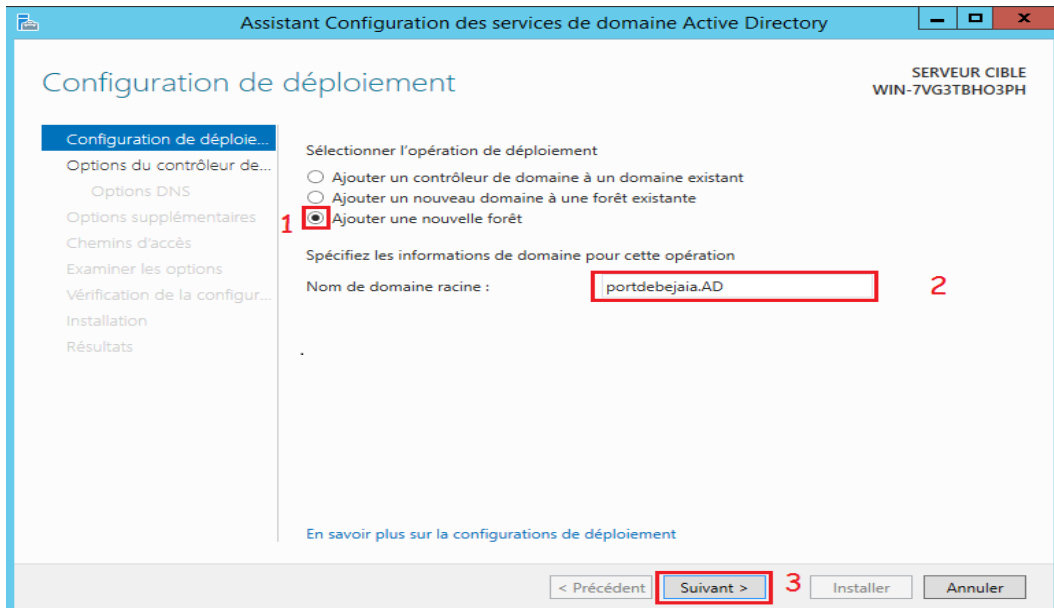 Assistant Configuration des services de domaine Active Directory
Configuration de déploiement
SERVEUR CIBLE
WIN-7VG3TBHO3PH
Configuration de déploie...
Options du contrôleur de...
Options DNS
Options supplémentaires
Chemins d'accès
Examiner les options
Vérification de la configur...
Installation
Résultats
Sélectionner l'opération de déploiement
Ajouter un contrôleur de domaine à un domaine existant
Ajouter un nouveau domaine à une forêt existante
1 Ajouter une nouvelle forêt
Spécifiez les informations de domaine pour cette opération
Nom de domaine racine : portdebejaia.AD 2
En savoir plus sur la configurations de déploiement
< Précédent Suivant > 3 Installer Annuler